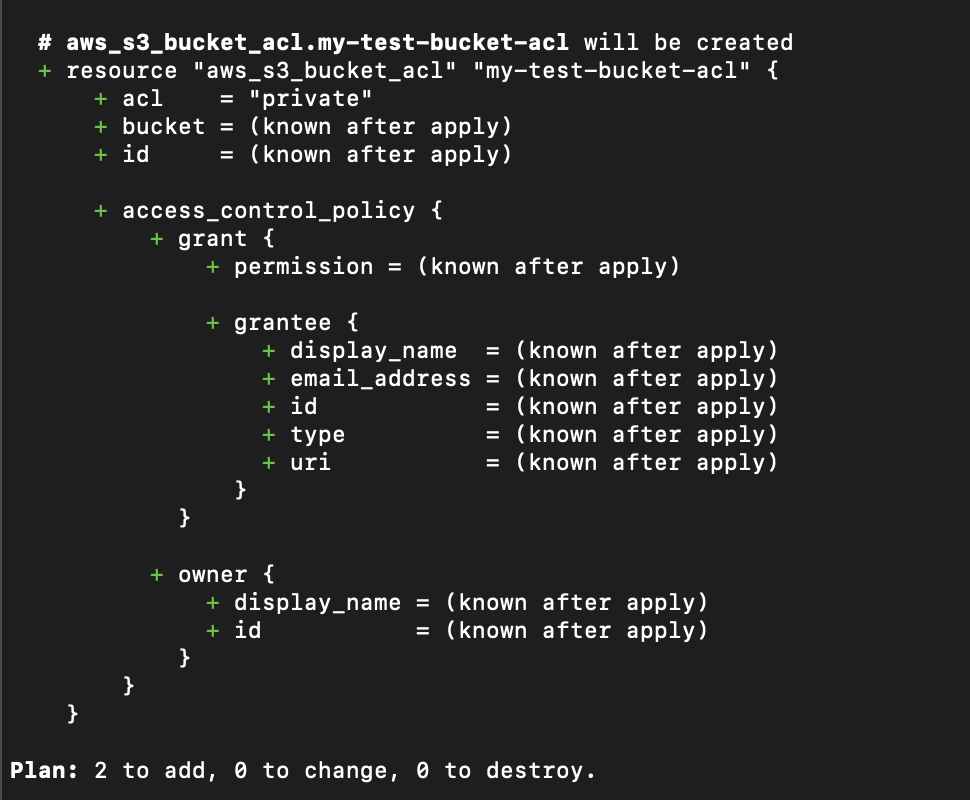 # aws_s3_bucket_acl.my-test-bucket-acl will be created
+ resource "aws_s3_bucket_acl" "my-test-bucket-acl" {
+ acl    = "private"
+ bucket = (known after apply)
+ id     = (known after apply)
+ access_control_policy {
+ grant {
+ permission = (known after apply)
+ grantee {
+ display_name  = (known after apply)
+ email_address = (known after apply)
+ id            = (known after apply)
+ type          = (known after apply)
+ uri           = (known after apply)
}
}
+ owner {
+ display_name = (known after apply)
+ id           = (known after apply)
}
}
}
Plan: 2 to add, 0 to change, 0 to destroy.